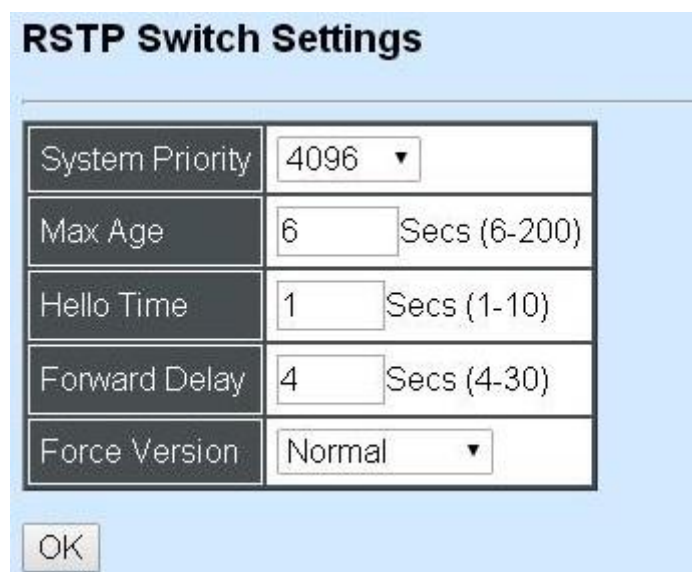 RSTP Switch Settings
System Priority 4096
Max Age 6 Secs (6-200)
Hello Time 1 Secs (1-10)
Forward Delay 4 Secs (4-30)
Force Version Normal
OK